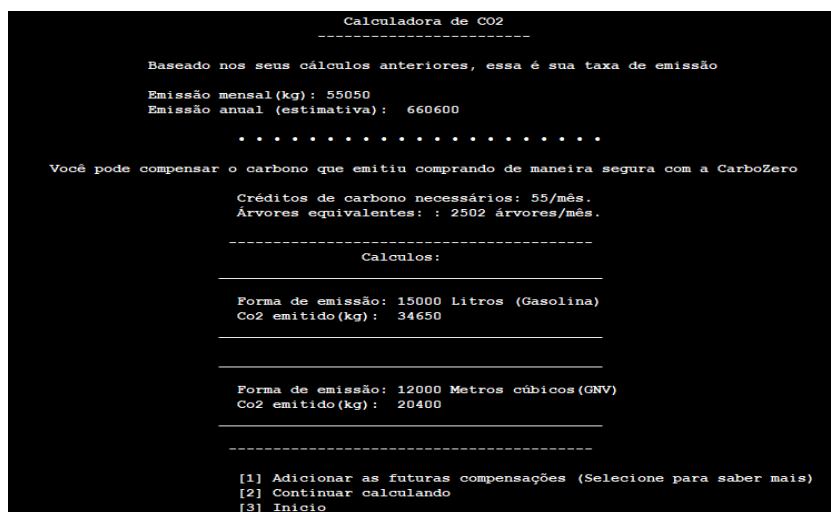 Calculadora de CO2
Baseado nos seus cálculos anteriores, essa é sua taxa de emissão
Emissão mensal(kg): 55050
Emissão anual (estimativa): 660600
Você pode compensar o carbono que emitiu comprando de maneira segura com a CarboZero
Créditos de carbono necessários: 55/mês.
Árvores equivalentes: : 2502 árvores/mês.
Calculos:
Forma de emissão: 15000 Litros (Gasolina)
Co2 emitido(kg): 34650
Forma de emissão: 12000 Metros cúbicos(GNV)
Co2 emitido(kg): 20400
[1] Adicionar as futuras compensações (Selecione para saber mais)
[2] Continuar calculando
[3] Inicio